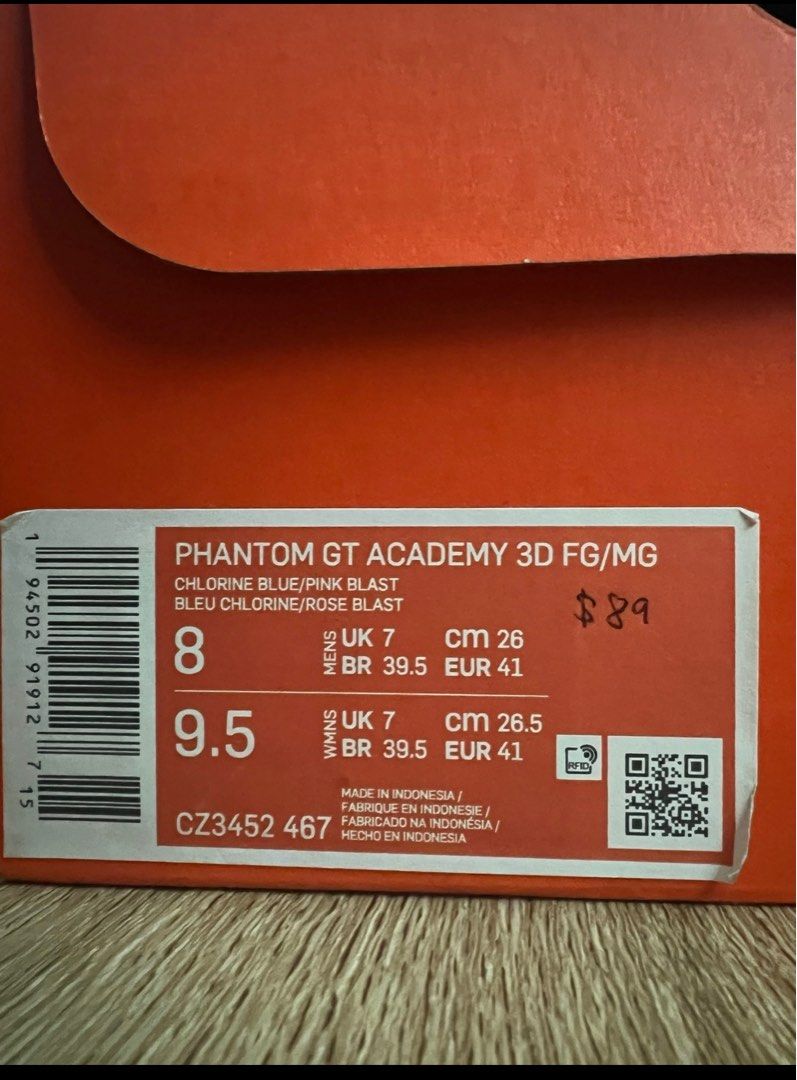 PHANTOM GT ACADEMY 3D FG/MG
CHLORINE BLUE/PINK BLAST
BLEU CHLORINE/ROSE BLAST
$89
8
MENS
UK 7 cm 26
BR 39.5 EUR 41
9.5
WMNS
UK 7 cm 26.5
BR 39.5 EUR 41
RFID
CZ3452 467
MADE IN INDONESIA /
FABRIQUE EN INDONESIE /
FABRICADO NA INDONÉSIA /
HECHO EN INDONESIA
1 94502 91912 7 15